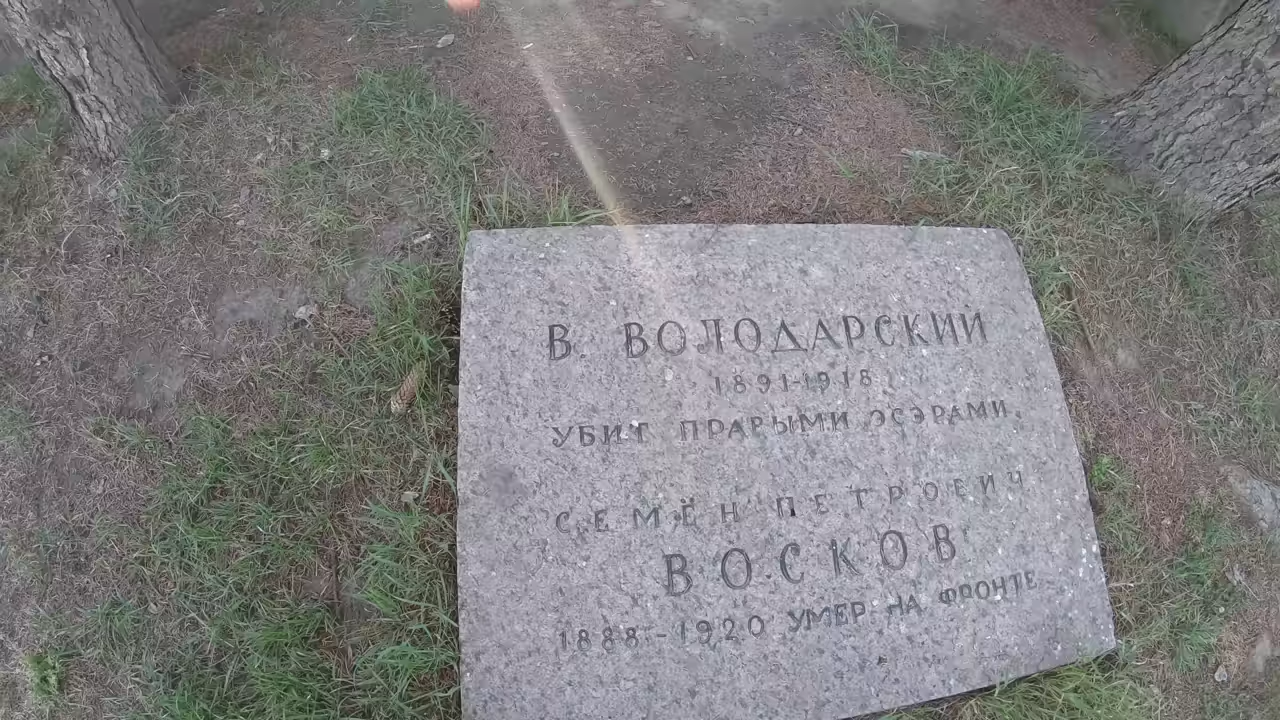 В. ВОЛОДАРСКИЙ
1891-1918
УБИТ ПРАВЫМИ ЭСЭРАМИ
СЕМЁН ПЕТРОВИЧ
ВОСКОВ
1888-1920 УМЕР НА ФРОНТЕ